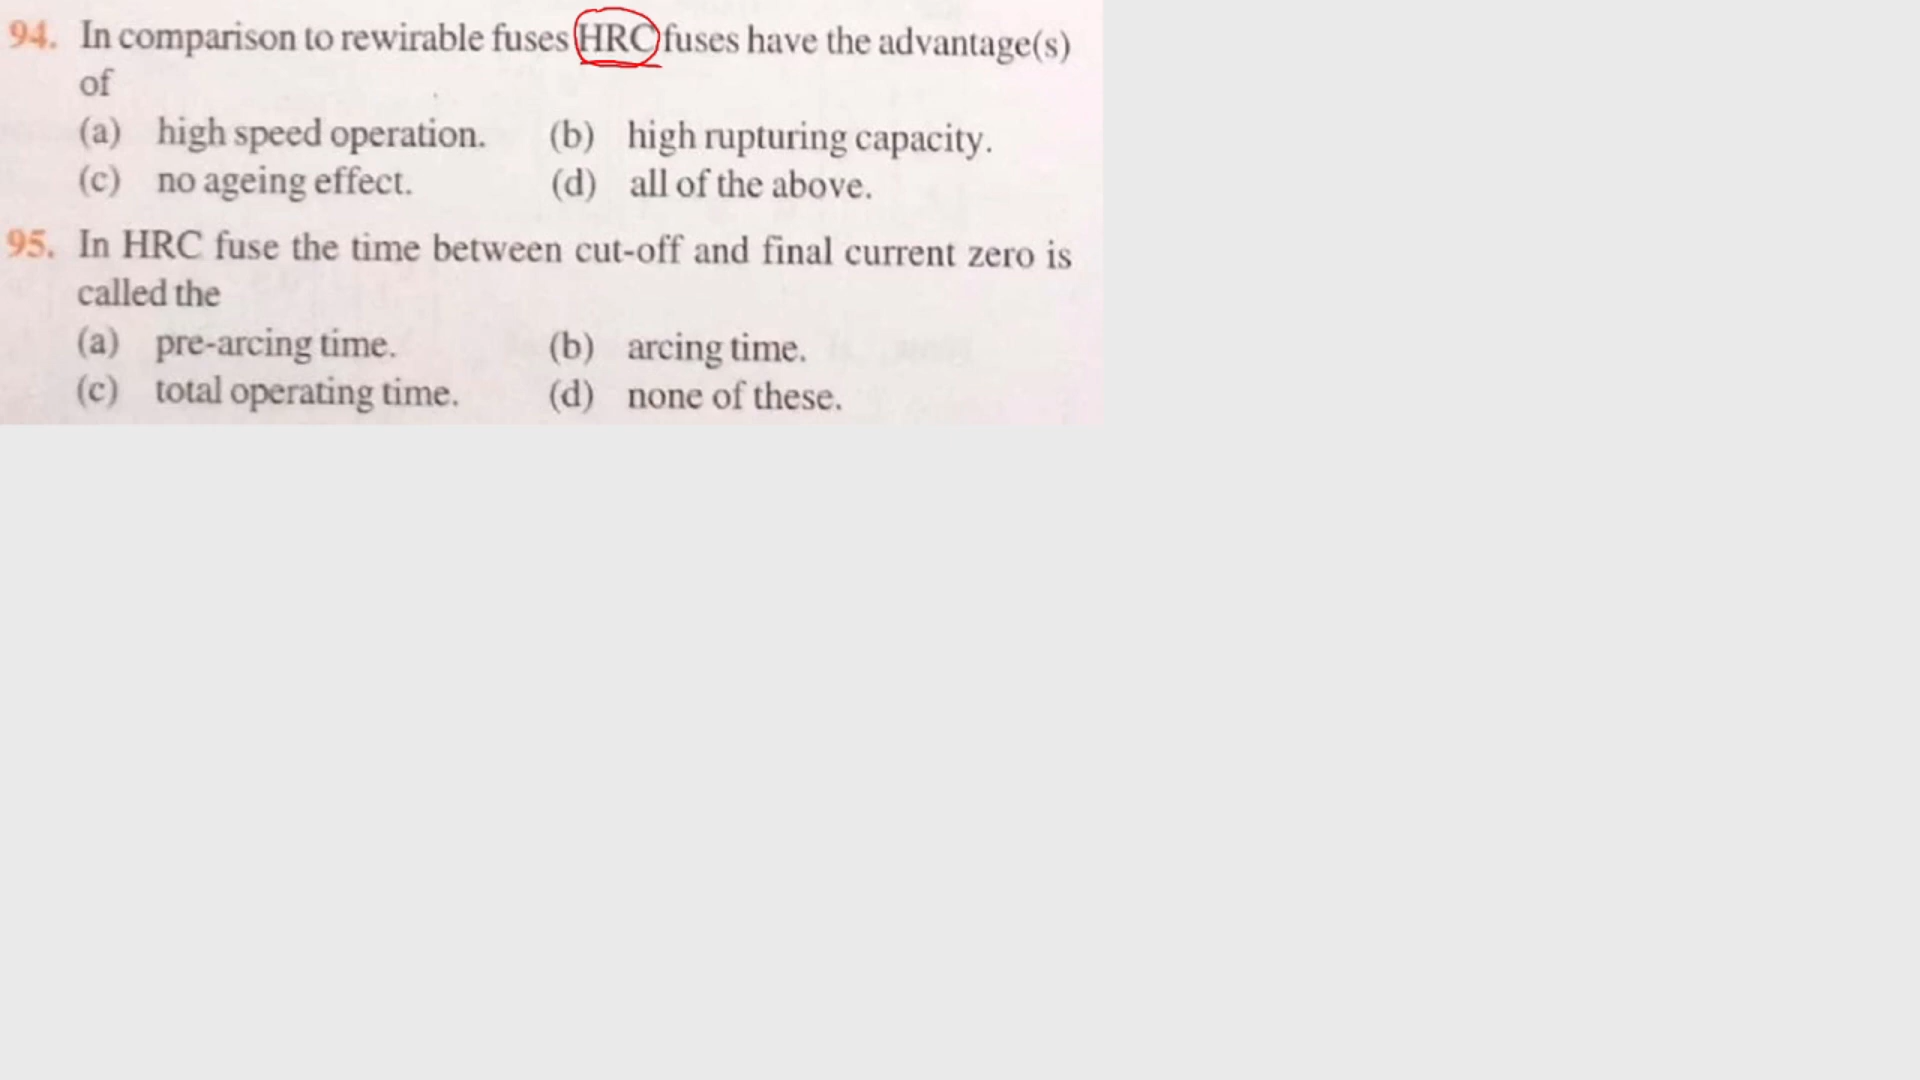 94. In comparison to rewirable fuses HRC fuses have the advantage(s)
of
(a) high speed operation. (b) high rupturing capacity.
(c) no ageing effect. (d) all of the above.
95. In HRC fuse the time between cut-off and final current zero is
called the
(a) pre-arcing time. (b) arcing time.
(c) total operating time. (d) none of these.